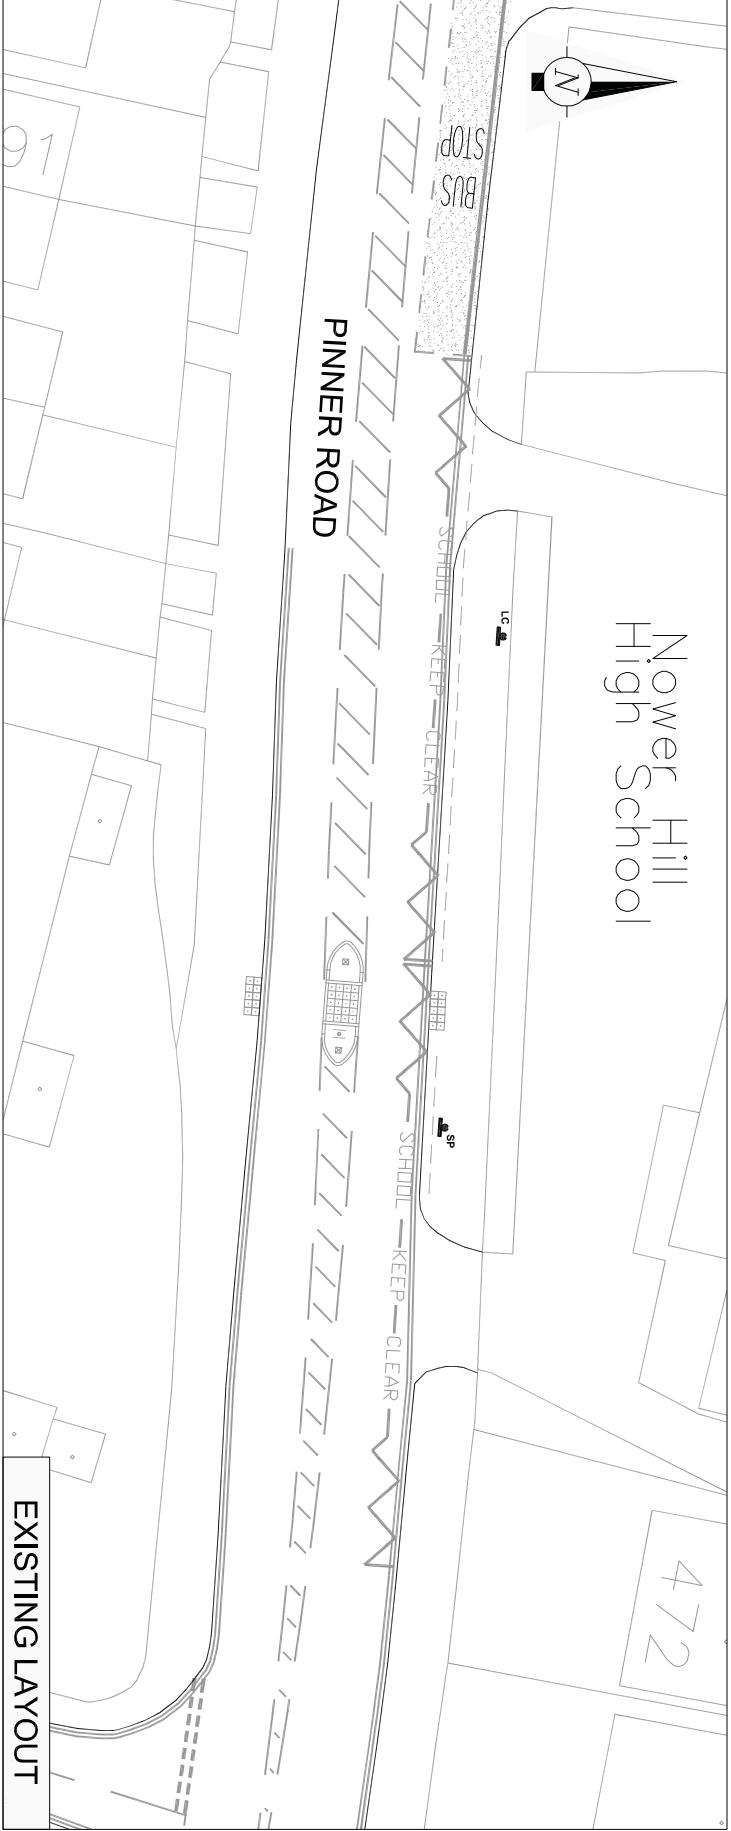 N
91
BUS
STOP
PINNER ROAD
SCHOOL KEEP CLEAR
LC
Nower Hill
High School
SP
SCHOOL KEEP CLEAR
472
EXISTING LAYOUT